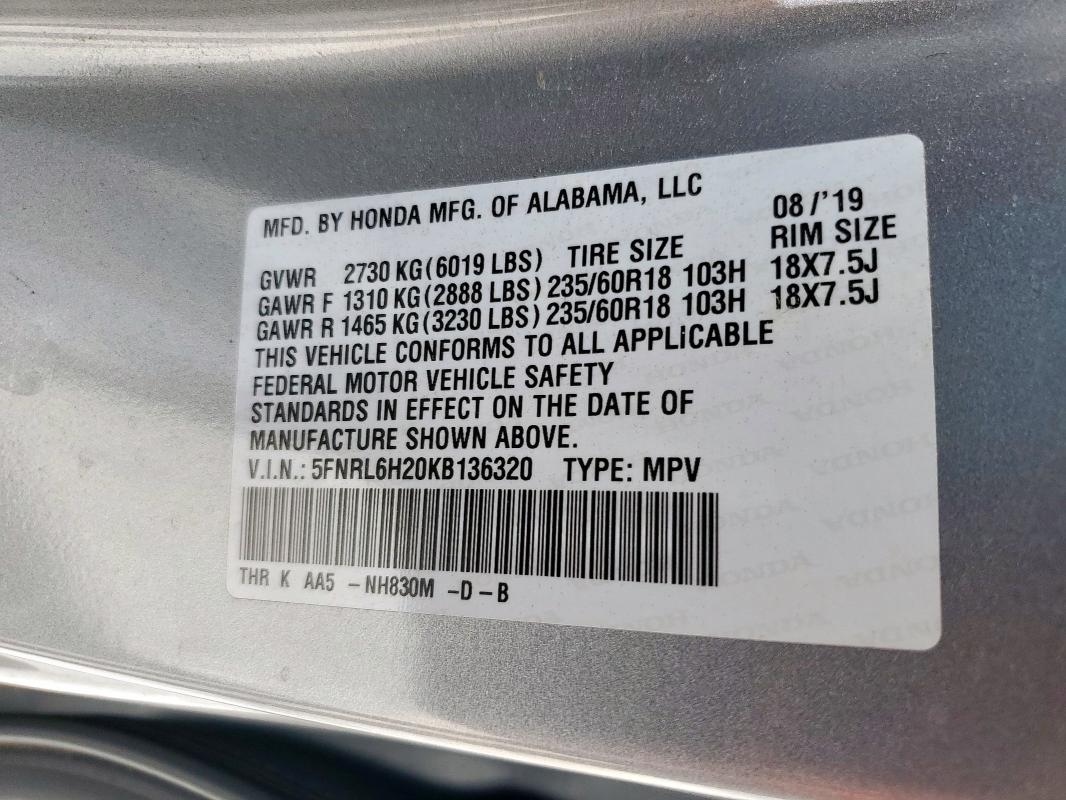 MFD. BY HONDA MFG. OF ALABAMA, LLC 08/'19
GVWR 2730 KG(6019 LBS) TIRE SIZE RIM SIZE
GAWR F 1310 KG(2888 LBS) 235/60R18 103H 18X7.5J
GAWR R 1465 KG(3230 LBS) 235/60R18 103H 18X7.5J
THIS VEHICLE CONFORMS TO ALL APPLiCABLE
FEDERAL MOTOR VEHICLE SAFETY
STANDARDS IN EFFECT ON THE DATE OF
MANUFACTURE SHOWN ABOVE.
V.I.N.: 5FNRL6H20KB136320 TYPE: MPV
THR K AA5 -NH830M -D-B